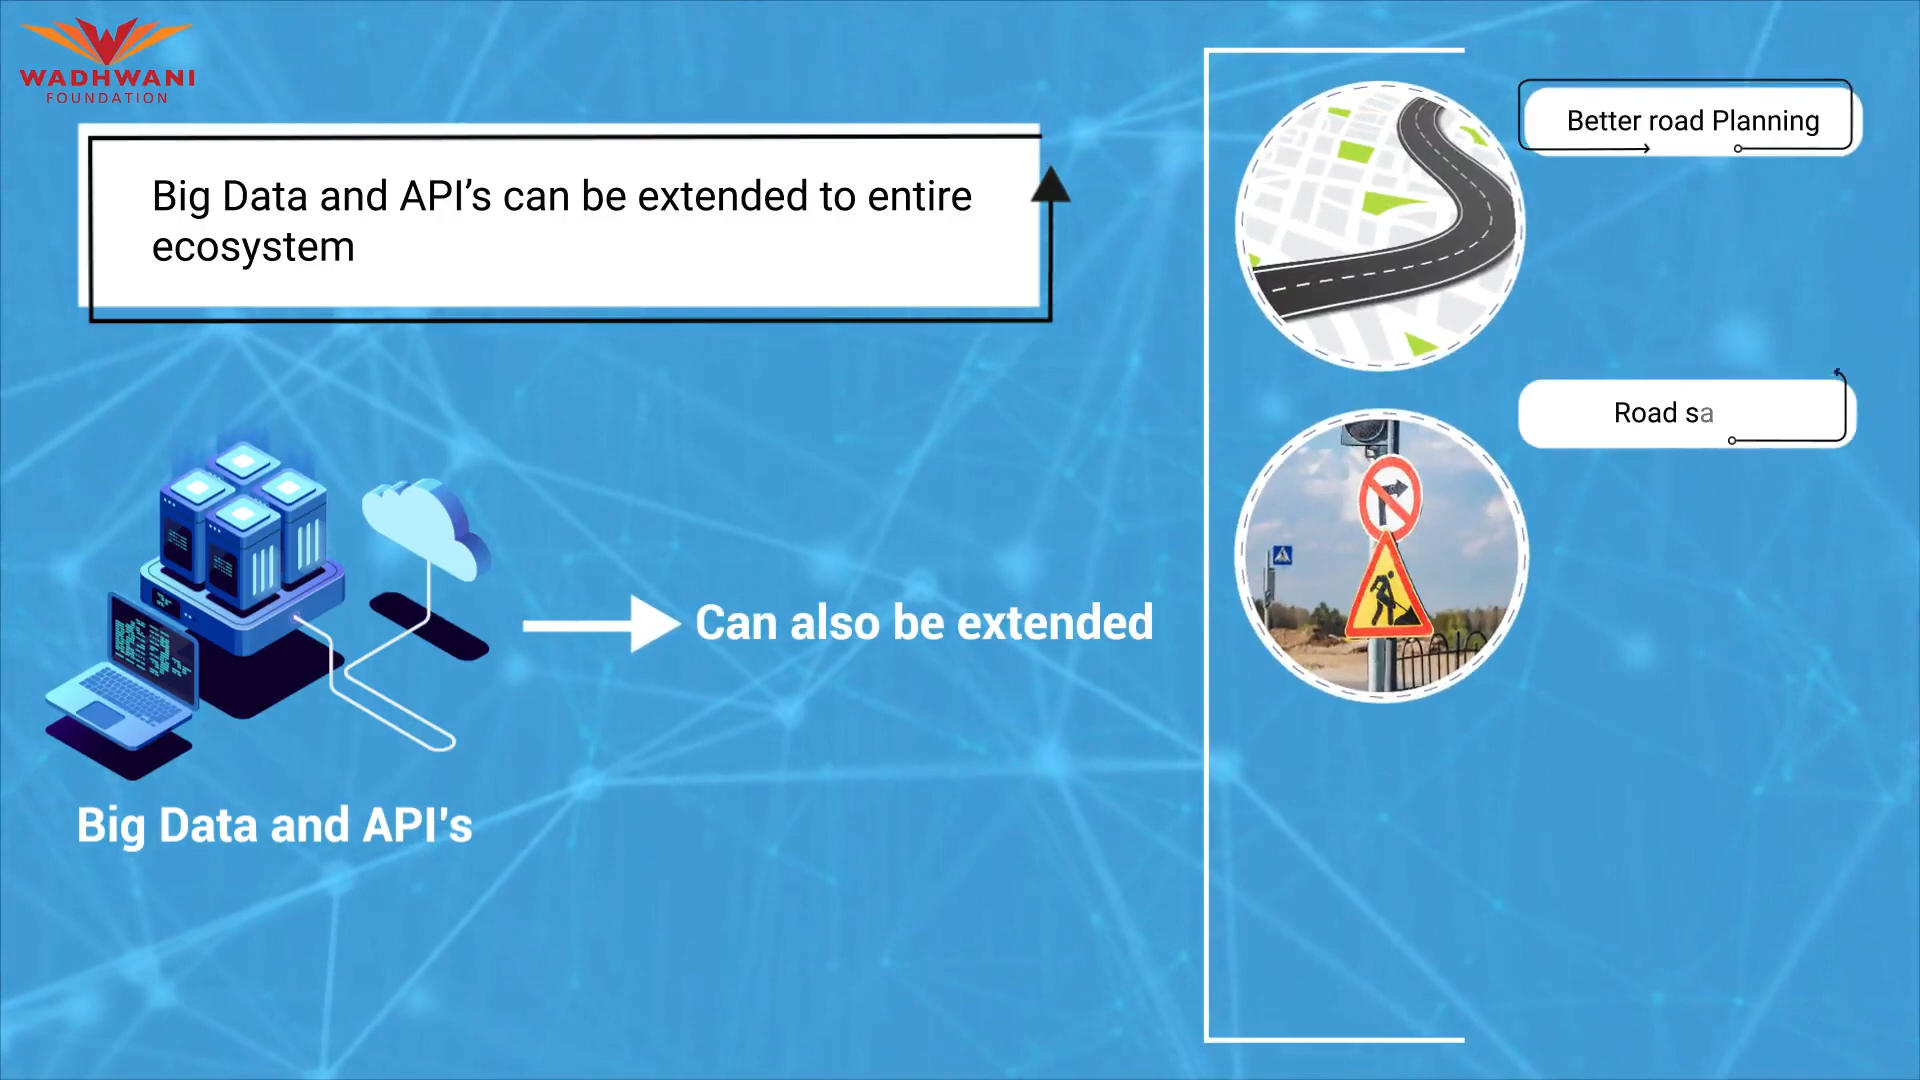 WADHWANI
FOUNDATION
Big Data and API’s can be extended to entire
ecosystem
Big Data and API's
Can also be extended
Better road Planning
Road sa